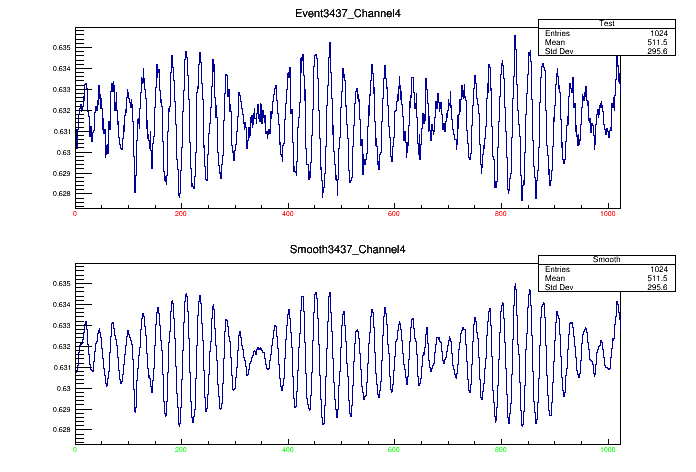 Event3437_Channel4
Test
Entries 1024
Mean 511.5
Std Dev 295.6
0.635
0.634
0.633
0.632
0.631
0.63
0.629
0.628
0 200 400 600 800 1000
Smooth3437_Channel4
Smooth
Entries 1024
Mean 511.5
Std Dev 295.6
0.635
0.634
0.633
0.632
0.631
0.63
0.629
0.628
0 200 400 600 800 1000